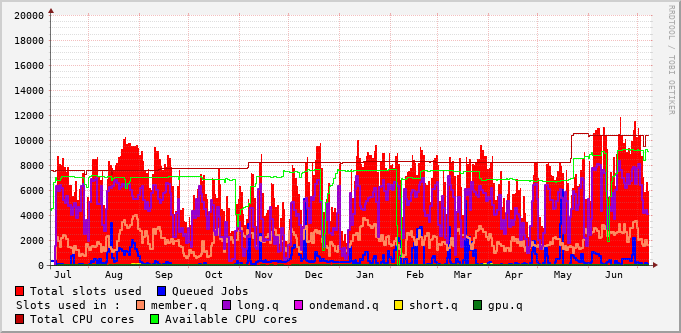 20000
18000
16000
14000
12000
10000
8000
6000
4000
2000
0
Jul Aug Sep Oct Nov Dec Jan Feb Mar Apr May Jun
Total slots used Queued Jobs
Slots used in : member.q long.q ondemand.q short.q gpu.q
Total CPU cores Available CPU cores
RRDTOOL / TOBI OETIKER